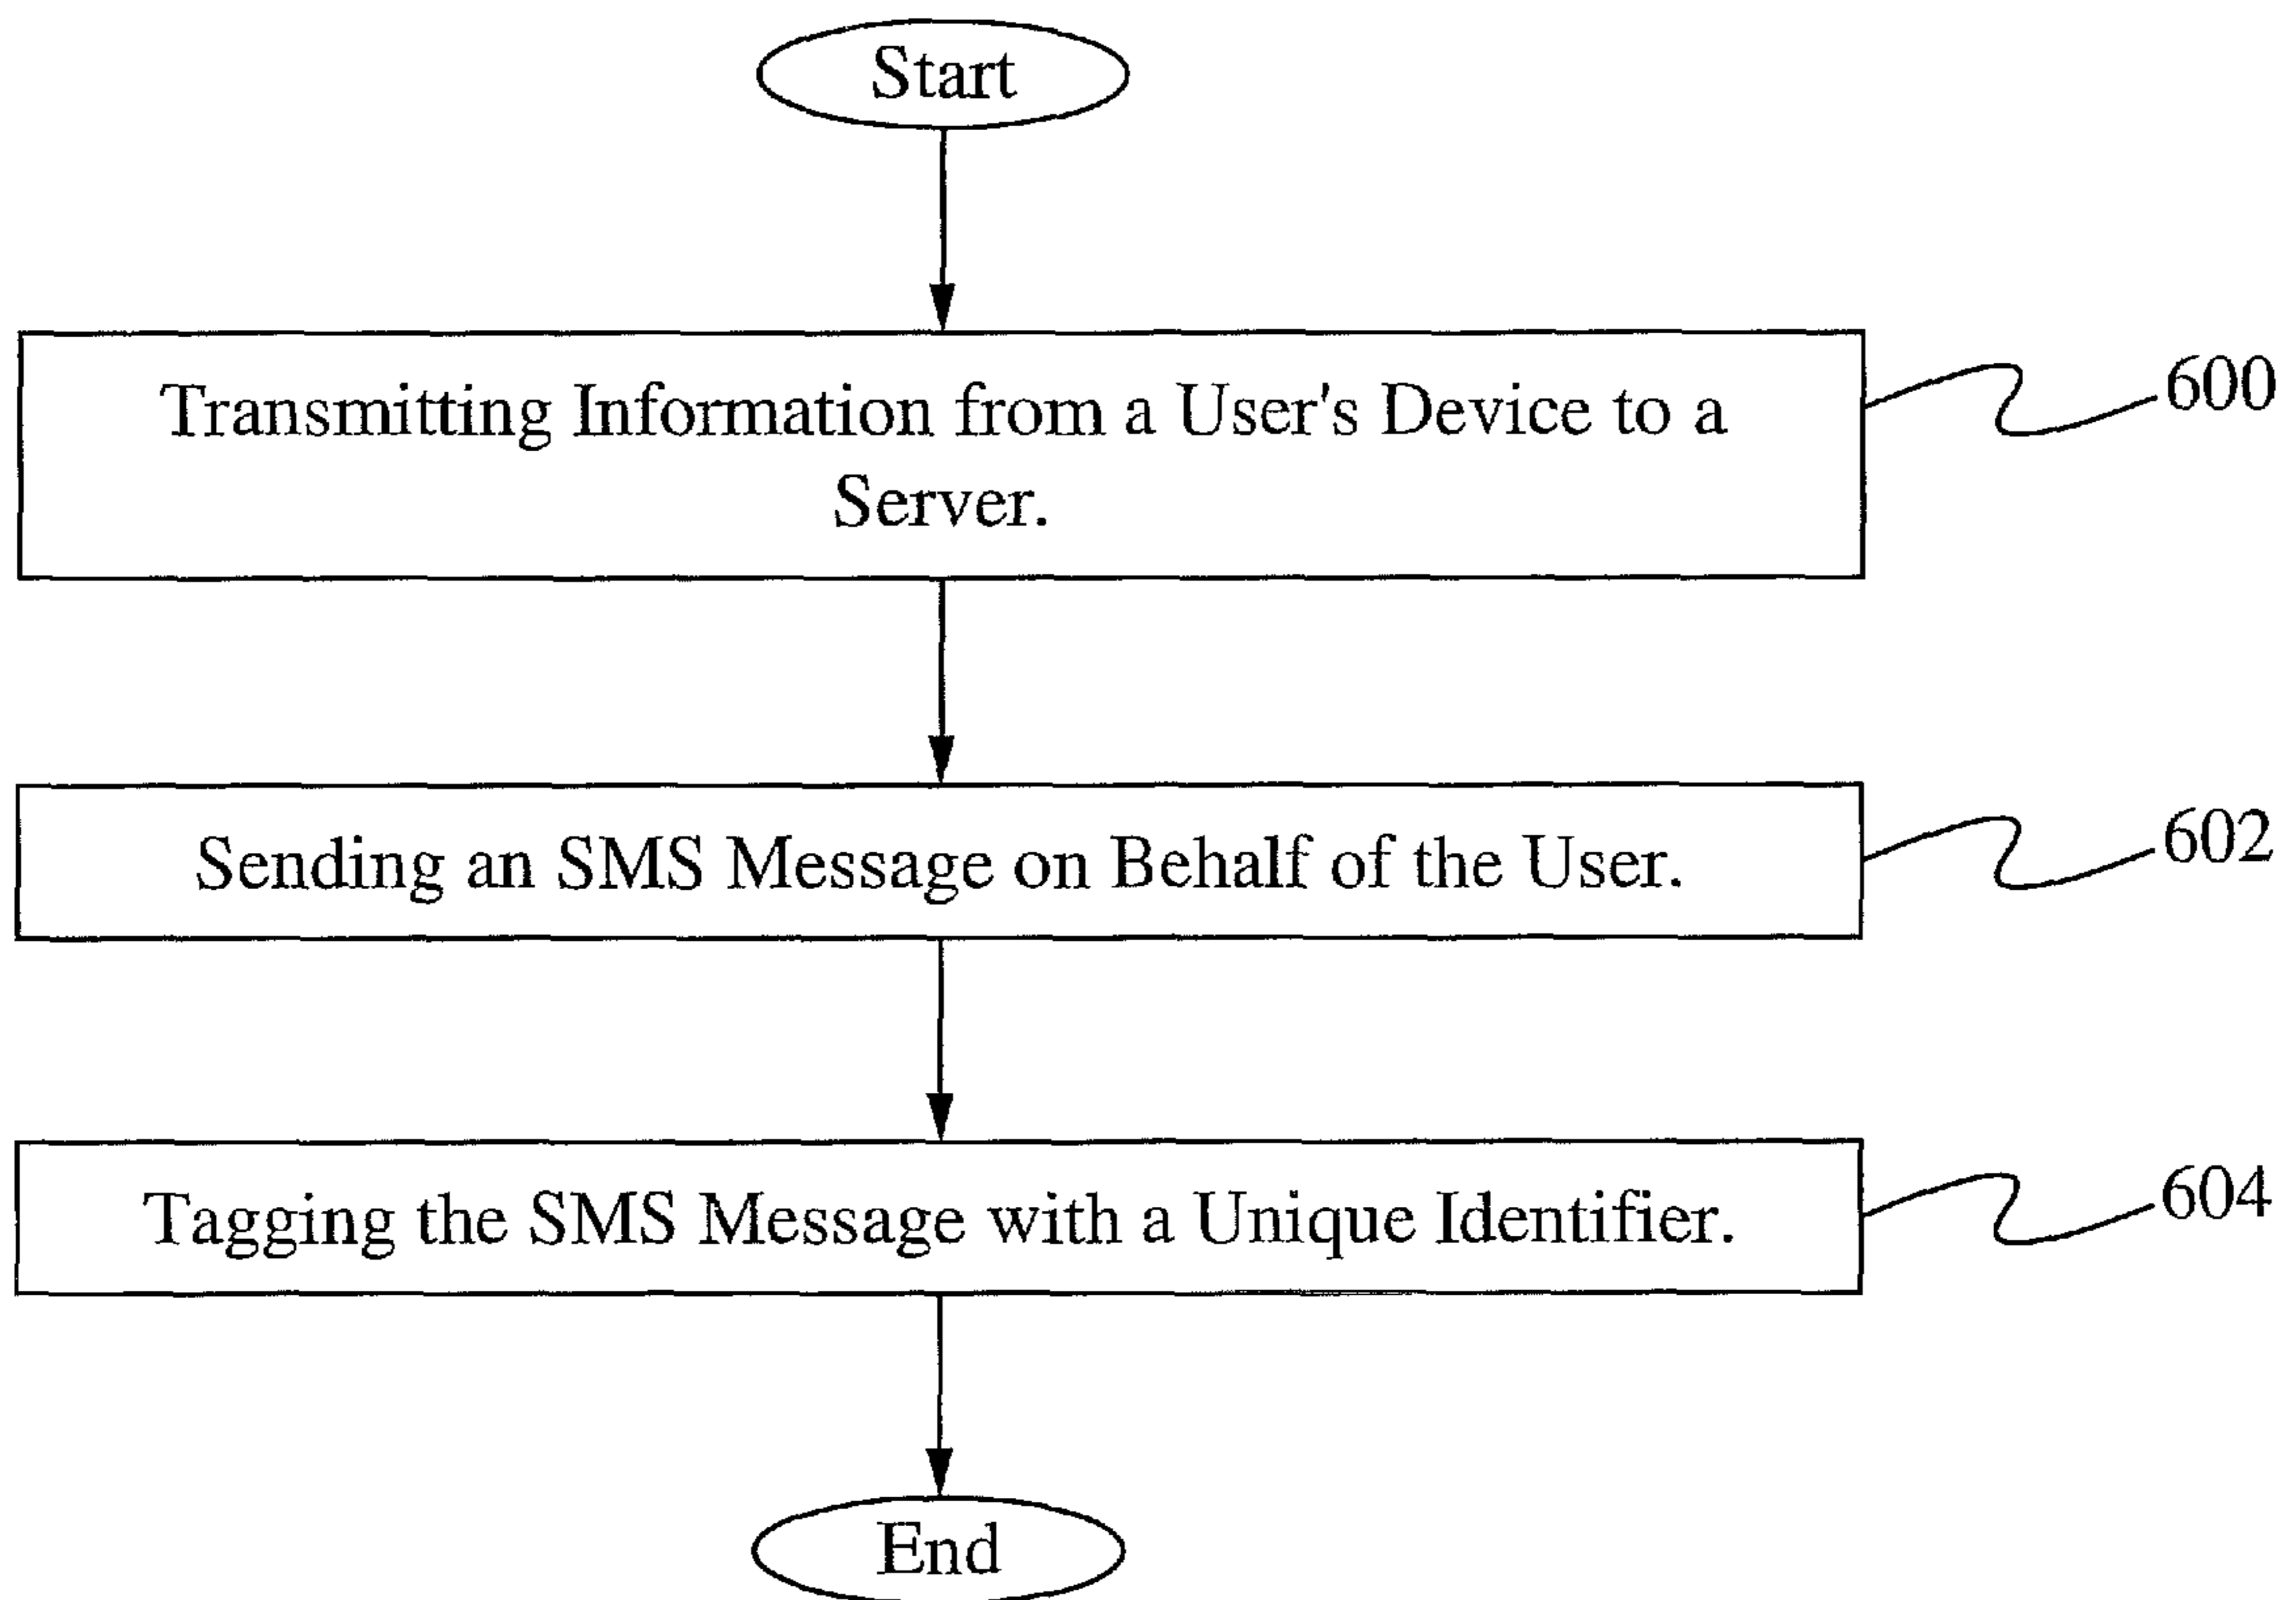 Start
Transmitting Information from a User's Device to a
Server.
600
Sending an SMS Message on Behalf of the User.
602
Tagging the SMS Message with a Unique Identifier.
604
End